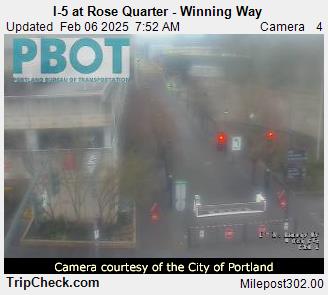 I-5 at Rose Quarter - Winning Way
Updated Feb 06 2025 7:52 AM Camera 4
PBOT
PORTLAND BUREAU OF TRANSPORTATION
Camera courtesy of the City of Portland
TripCheck.com Milepost302.00